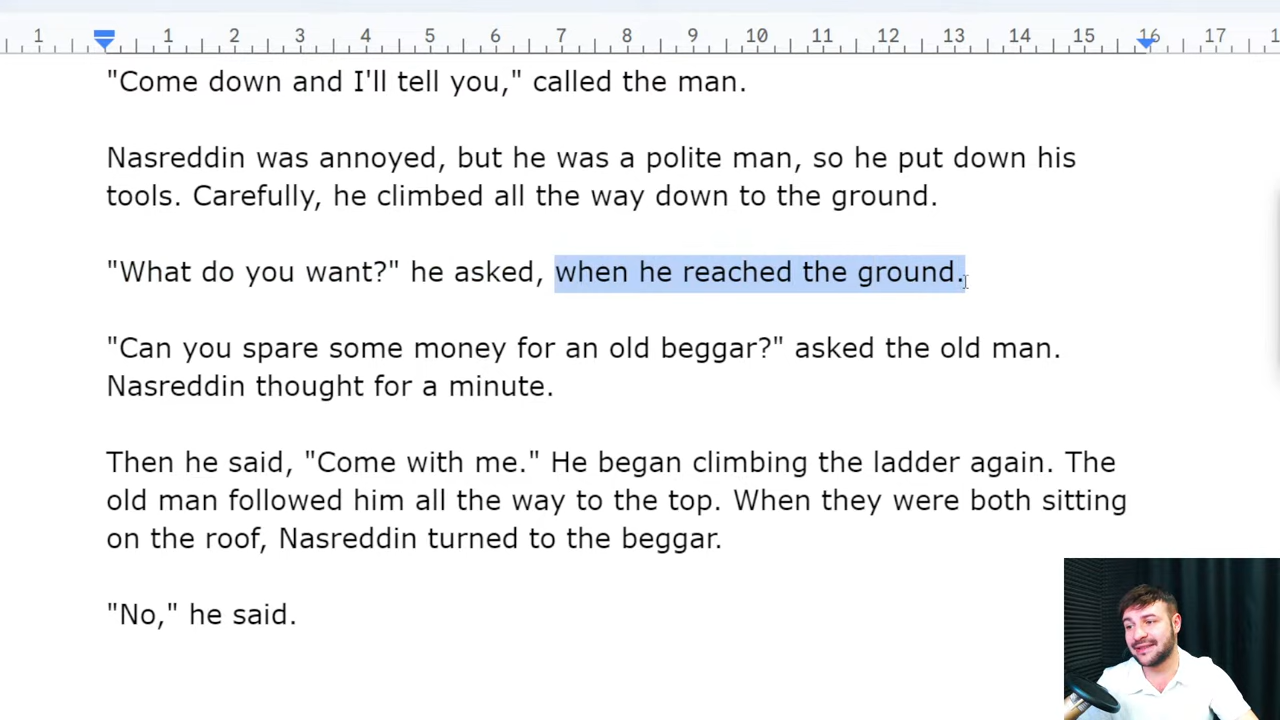 1 1 2 3 4 5 6 7 8 9 10 11 12 13 14 15 16 17
"Come down and I'll tell you," called the man.
Nasreddin was annoyed, but he was a polite man, so he put down his
tools. Carefully, he climbed all the way down to the ground.
"What do you want?" he asked, when he reached the ground.
"Can you spare some money for an old beggar?" asked the old man.
Nasreddin thought for a minute.
Then he said, "Come with me." He began climbing the ladder again. The
old man followed him all the way to the top. When they were both sitting
on the roof, Nasreddin turned to the beggar.
"No," he said.